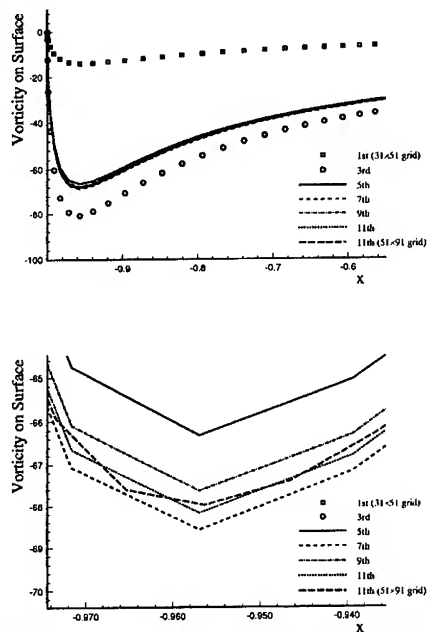 Vorticity on Surface
0
-20
-40
-60
-80
-100
1st (31×51 grid)
3rd
5th
7th
9th
11th
11th (51×91 grid)
-0.9
-0.8
-0.7
-0.6
X
Vorticity on Surface
-65
-66
-67
-68
-69
-70
1st (31×51 grid)
3rd
5th
7th
9th
11th
11th (51×91 grid)
-0.970
-0.960
-0.950
-0.940
X